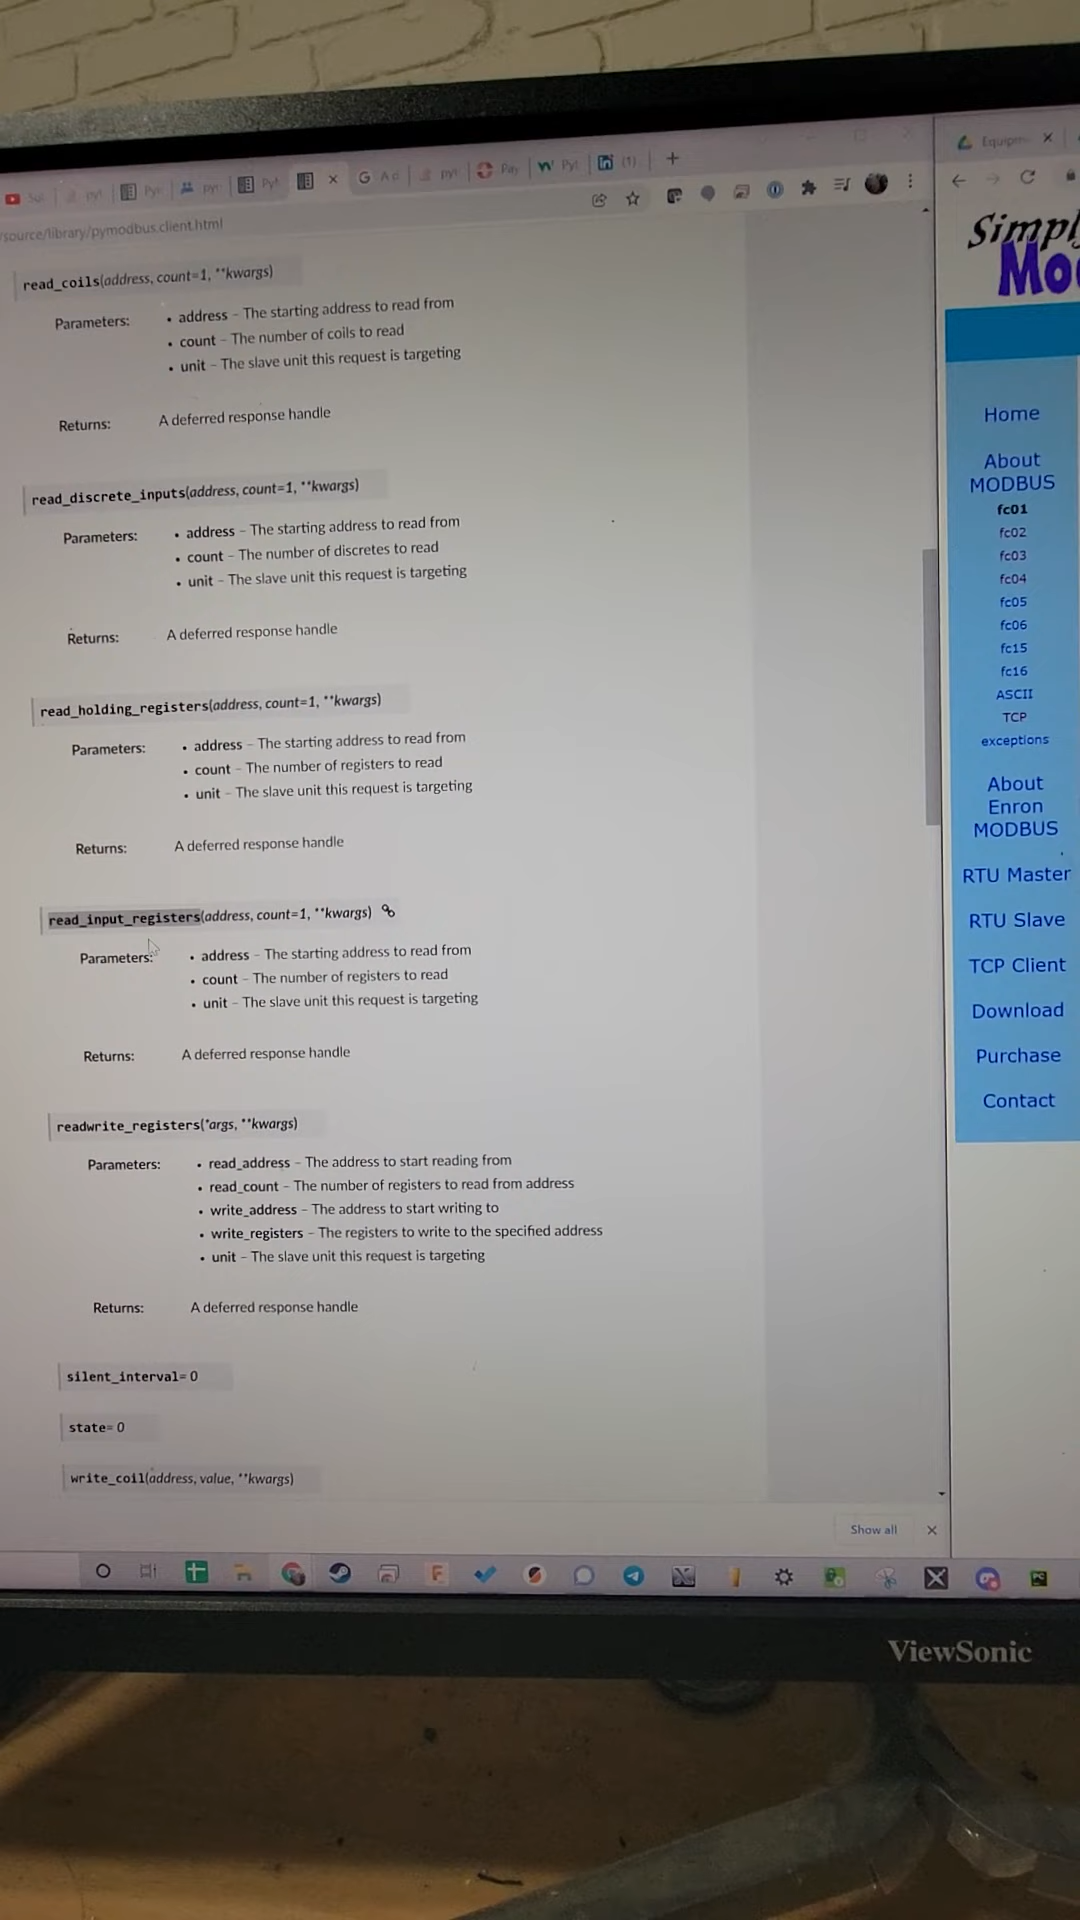 (1)
Equipm
/source/library/pymodbus.client.html
read_coils(address, count=1, **kwargs)
Parameters:
• address – The starting address to read from
• count – The number of coils to read
• unit – The slave unit this request is targeting
Returns:
A deferred response handle
read_discrete_inputs(address, count=1, **kwargs)
Parameters:
• address – The starting address to read from
• count – The number of discretes to read
• unit – The slave unit this request is targeting
Returns:
A deferred response handle
read_holding_registers(address, count=1, **kwargs)
Parameters:
• address – The starting address to read from
• count – The number of registers to read
• unit – The slave unit this request is targeting
Returns:
A deferred response handle
read_input_registers(address, count=1, **kwargs)
Parameters:
• address – The starting address to read from
• count – The number of registers to read
• unit – The slave unit this request is targeting
Returns:
A deferred response handle
readwrite_registers(*args, **kwargs)
Parameters:
• read_address – The address to start reading from
• read_count – The number of registers to read from address
• write_address – The address to start writing to
• write_registers – The registers to write to the specified address
• unit – The slave unit this request is targeting
Returns:
A deferred response handle
silent_interval= 0
state= 0
write_coil(address, value, **kwargs)
Show all
Simply
Mo
Home
About
MODBUS
fc01
fc02
fc03
fc04
fc05
fc06
fc15
fc16
ASCII
TCP
exceptions
About
Enron
MODBUS
RTU Master
RTU Slave
TCP Client
Download
Purchase
Contact
ViewSonic